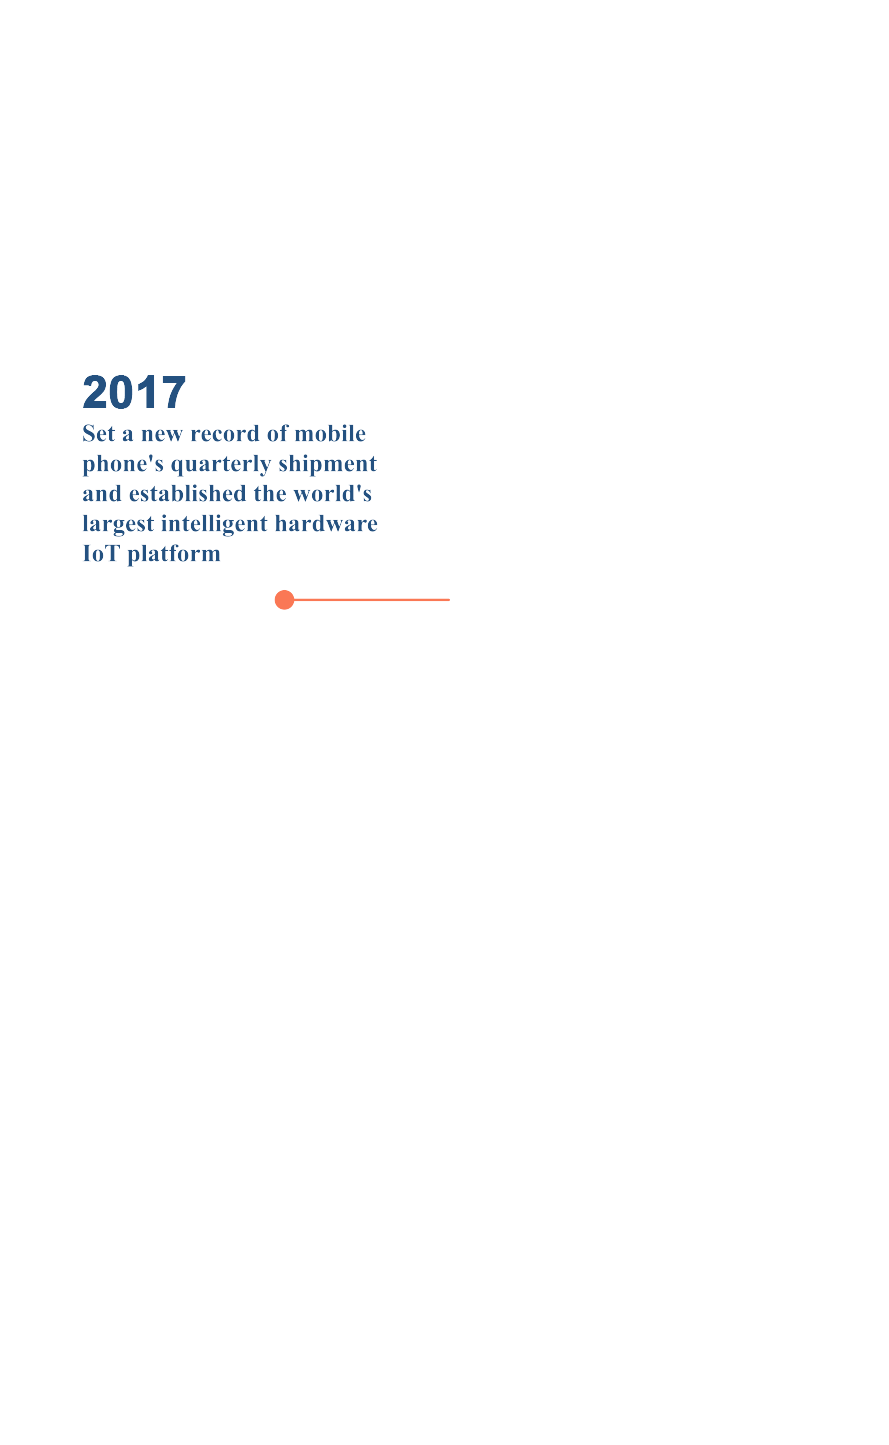 2017
Set a new record of mobile
phone's quarterly shipment
and established the world's
largest intelligent hardware
IoT platform